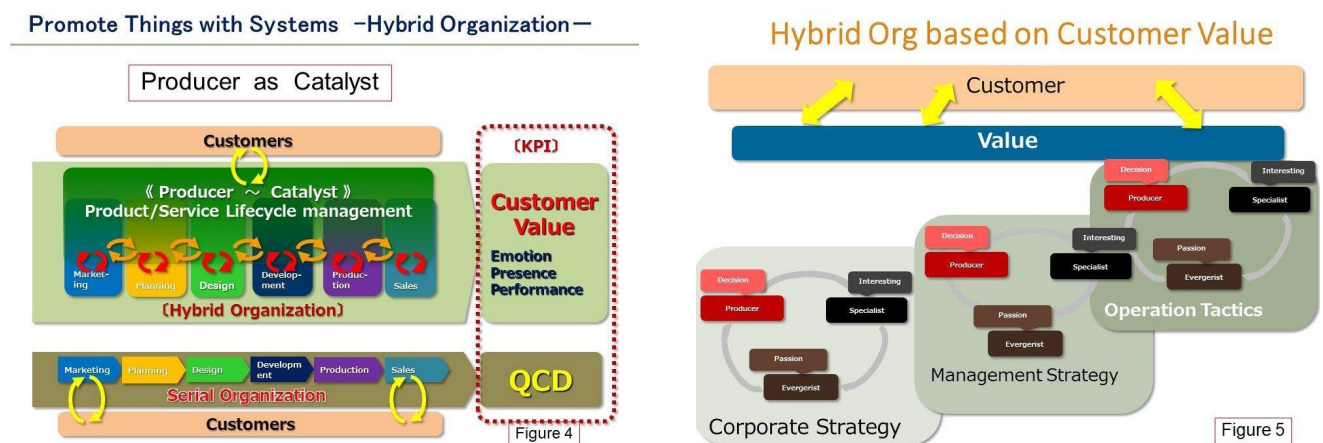 Promote Things with Systems －Hybrid Organization－
Producer as Catalyst
Customers
《 Producer ～ Catalyst 》
Product/Service Lifecycle management
Market-
ing
Planning
Design
Develop-
ment
Produc-
tion
Sales
〔Hybrid Organization〕
〔KPI〕
Customer
Value
Emotion
Presence
Performance
Marketing
Planning
Design
Developm
ent
Production
Sales
Serial Organization
QCD
Customers
Figure 4
Hybrid Org based on Customer Value
Customer
Value
Decision
Producer
Interesting
Specialist
Passion
Evergerist
Operation Tactics
Decision
Producer
Interesting
Specialist
Passion
Evergerist
Management Strategy
Decision
Producer
Interesting
Specialist
Passion
Evergerist
Corporate Strategy
Figure 5